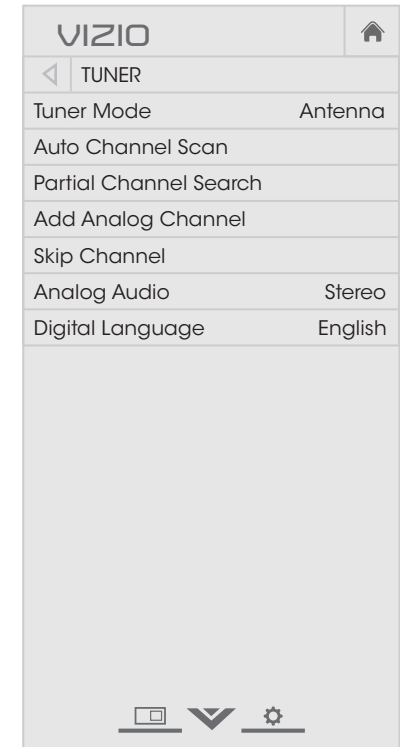 VIZIO
TUNER
Tuner Mode Antenna
Auto Channel Scan
Partial Channel Search
Add Analog Channel
Skip Channel
Analog Audio Stereo
Digital Language English